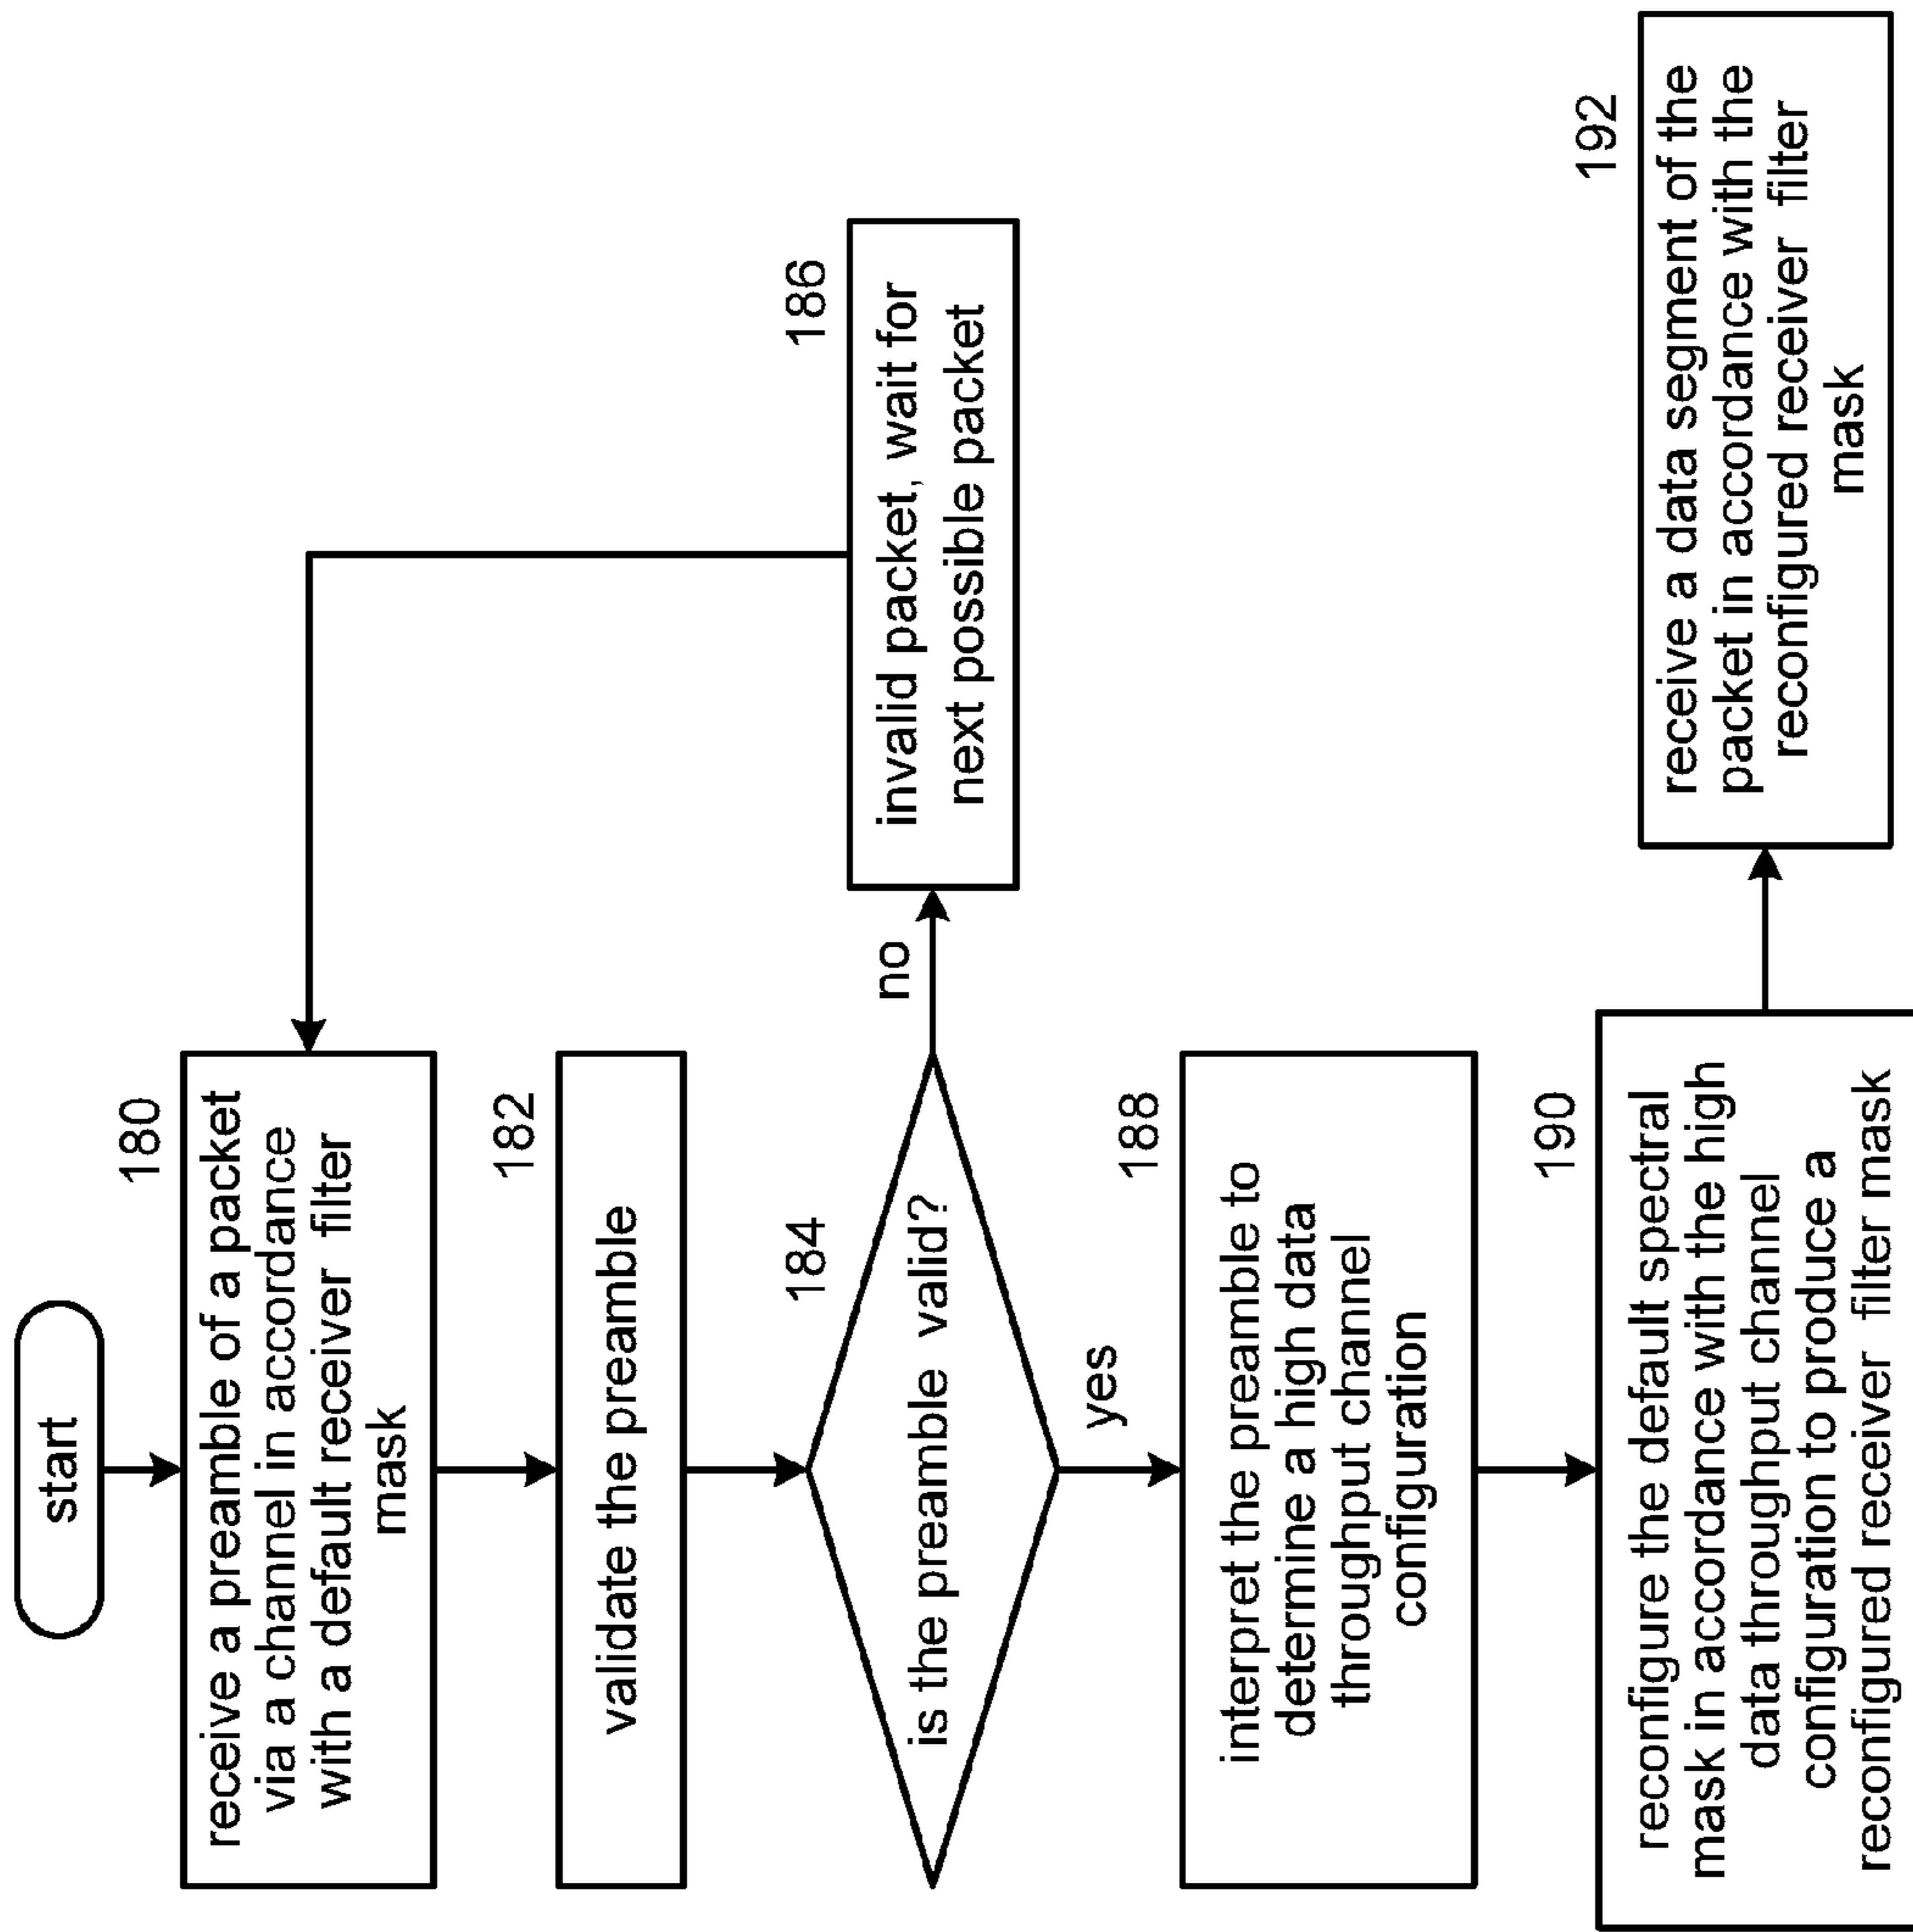 start
180
receive a preamble of a packet
via a channel in accordance
with a default receiver filter
mask
182
validate the preamble
184
is the preamble valid?
no
186
invalid packet, wait for
next possible packet
yes
188
interpret the preamble to
determine a high data
throughput channel
configuration
190
reconfigure the default spectral
mask in accordance with the high
data throughput channel
configuration to produce a
reconfigured receiver filter mask
192
receive a data segment of the
packet in accordance with the
reconfigured receiver filter
mask